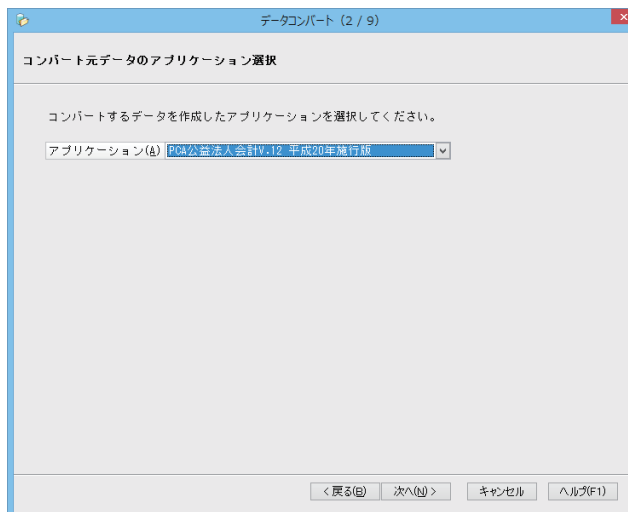 データコンバート (2 / 9)
コンバート元データのアプリケーション選択
コンバートするデータを作成したアプリケーションを選択してください。
アプリケーション(A) PCA公益法人会計V.12 平成20年施行版
< 戻る(B) 次へ(N) > キャンセル ヘルプ(F1)